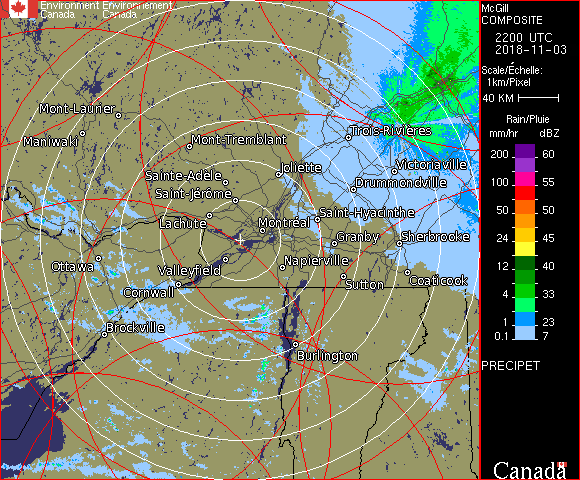 Environment Environnement
Canada Canada
McGill
COMPOSITE
2200 UTC
2018-11-03
Scale/Échelle:
1km/Pixel
40 KM
Rain/Pluie
mm/hr dBZ
200 60
100 55
50 50
24 45
12 40
4 33
1 23
0.1 7
PRECIPET
Canada
Mont-Laurier
Maniwaki
Mont-Tremblant
Trois-Rivières
Joliette
Victoriaville
Sainte-Adèle
Drummondville
Saint-Jérôme
Lachute
Saint-Hyacinthe
Montréal
Granby
Sherbrooke
Ottawa
Valleyfield
Napierville
Cornwall
Sutton
Coaticook
Brockville
Burlington